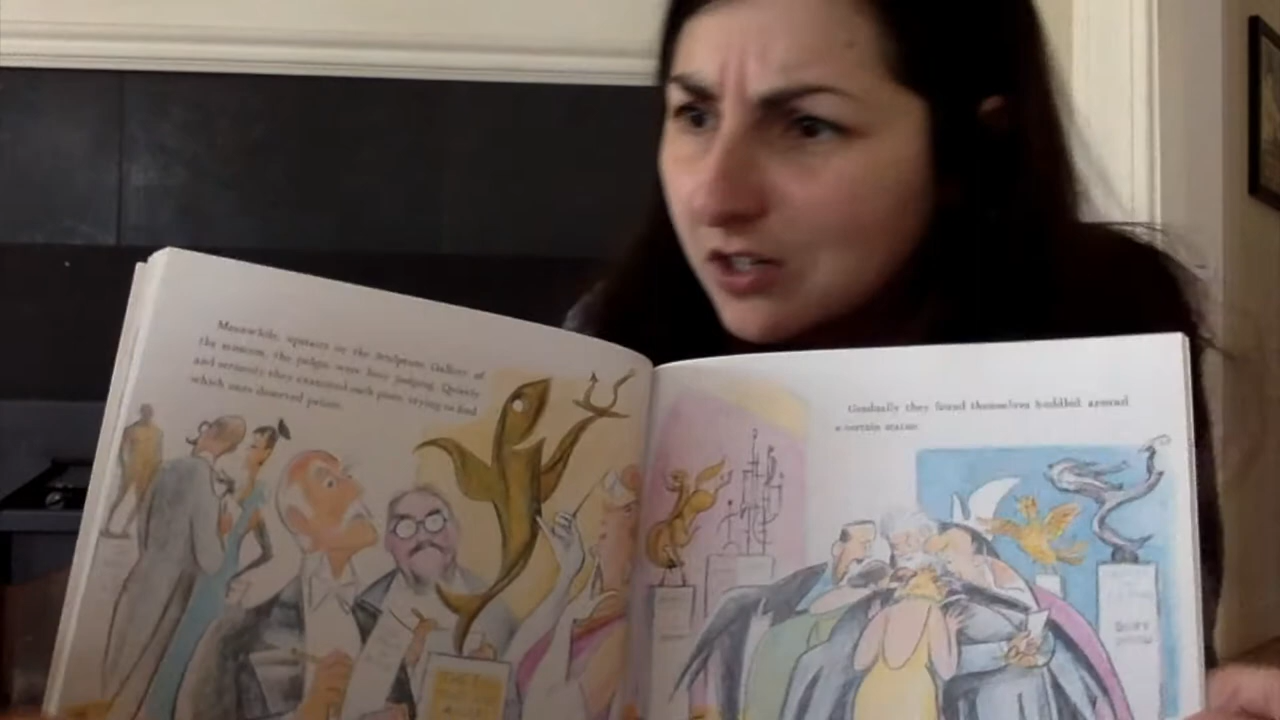 Meanwhile, upstairs in the Sculpture Gallery of
the museum, the judges were busy judging. Quietly
and seriously they examined each piece, trying to find
which ones deserved prizes.
Gradually they found themselves huddled around
a certain statue.